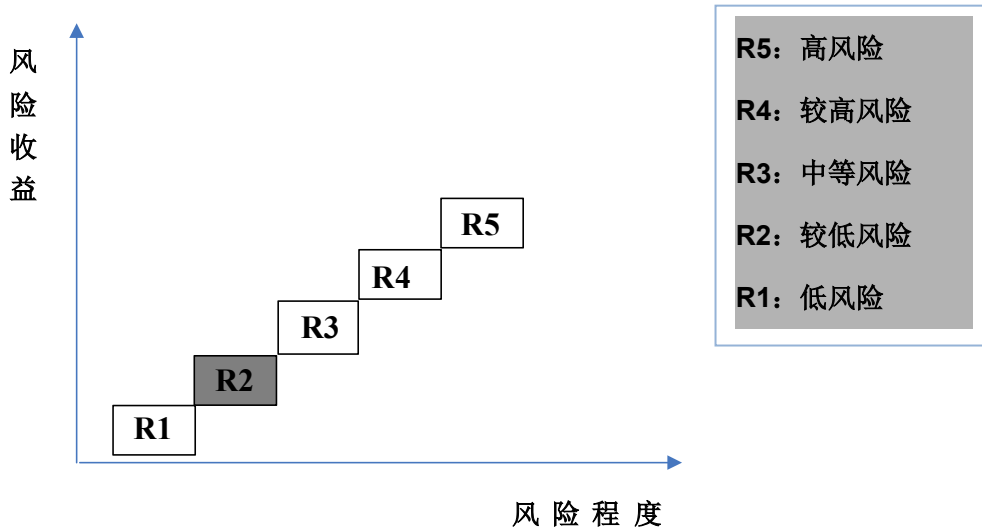 风
险
收
益
R5
R4
R3
R2
R1
风 险 程 度
R5：高风险
R4：较高风险
R3：中等风险
R2：较低风险
R1：低风险